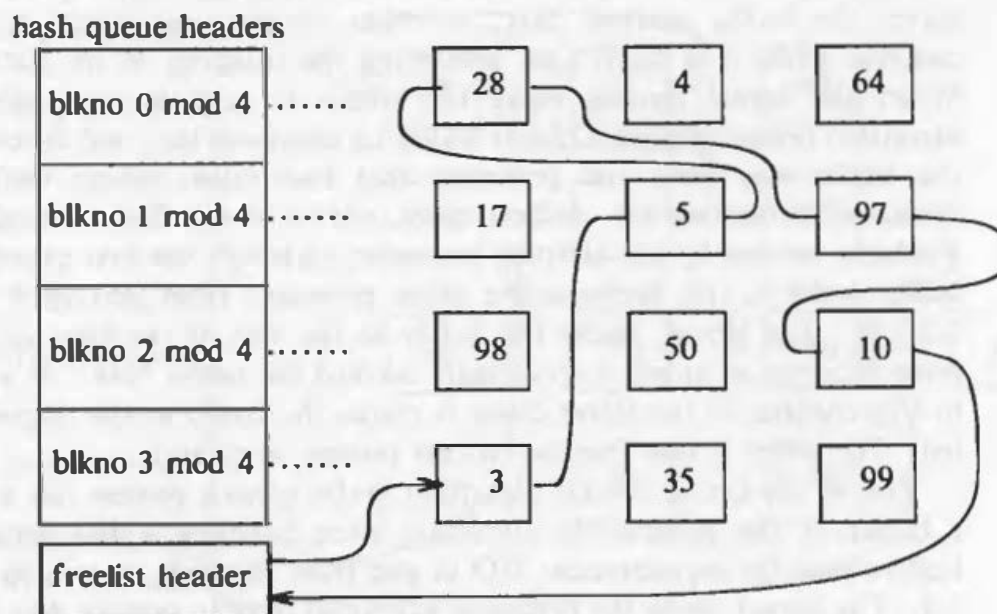 hash queue headers
blkno 0 mod 4 28 4 64
blkno 1 mod 4 17 5 97
blkno 2 mod 4 98 50 10
blkno 3 mod 4 3 35 99
freelist header